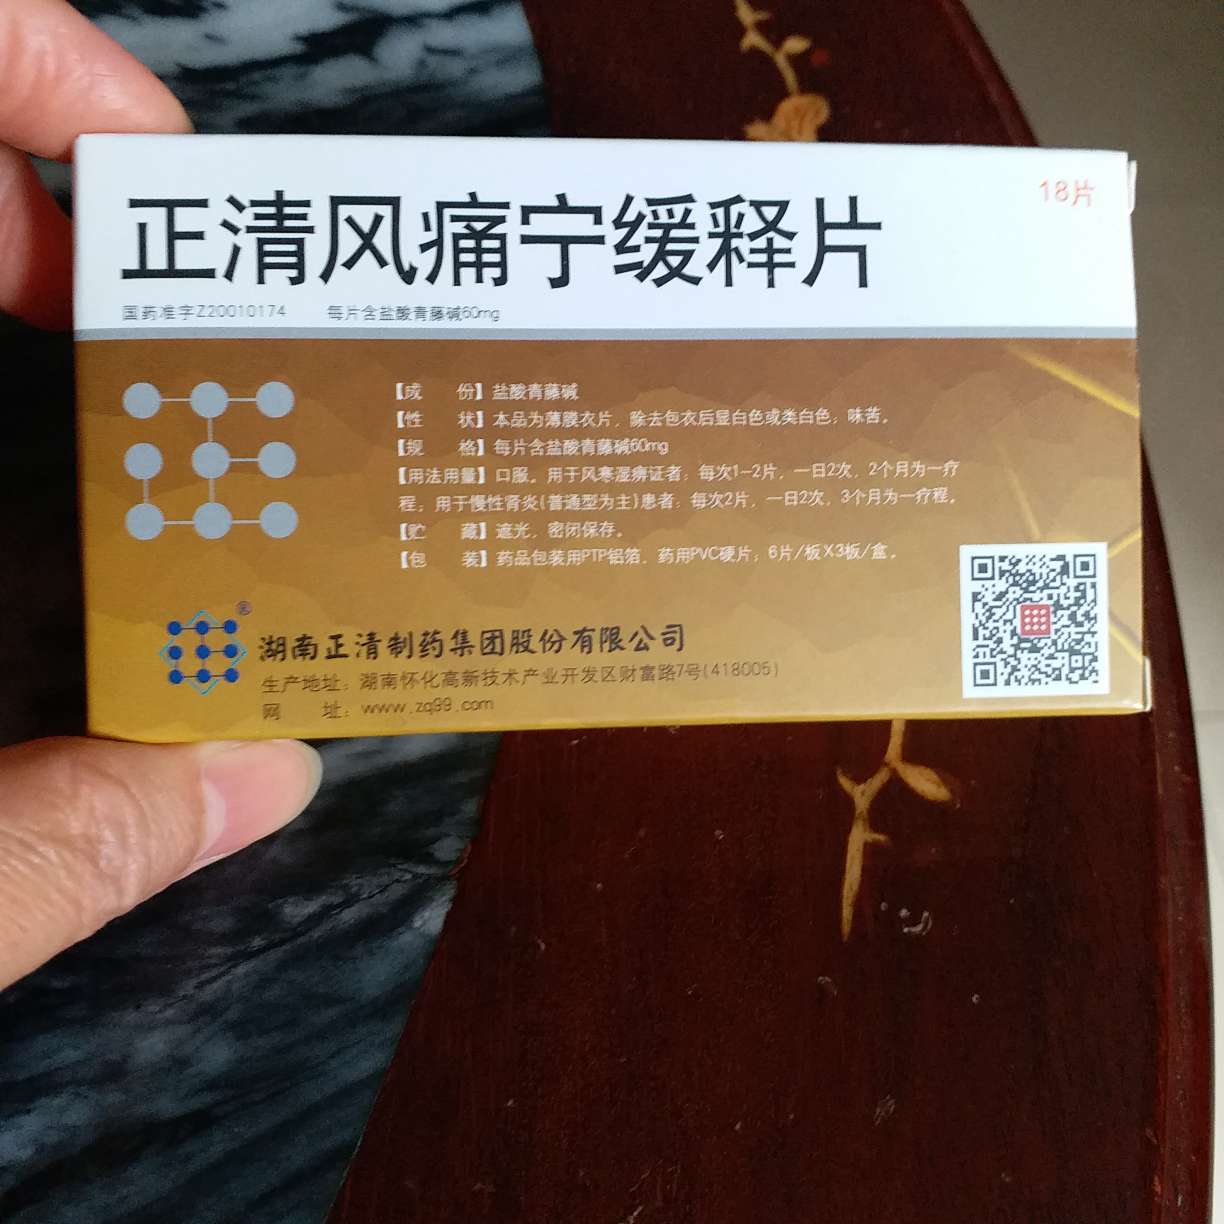 正清风痛宁缓释片
18片
国药准字Z20010174 每片含盐酸青藤碱60mg
【成 份】盐酸青藤碱
【性 状】本品为薄膜衣片，除去包衣后显白色或类白色；味苦。
【规 格】每片含盐酸青藤碱60mg
【用法用量】口服。用于风寒湿痹证者：每次1-2片，一日2次，2个月为一疗
程；用于慢性肾炎(普通型为主)患者：每次2片，一日2次，3个月为一疗程。
【贮 藏】遮光，密闭保存。
【包 装】药品包装用PTP铝箔、药用PVC硬片；6片/板X3板/盒。
®
湖南正清制药集团股份有限公司
生产地址：湖南怀化高新技术产业开发区财富路7号(418005)
网 址：www.zq99.com